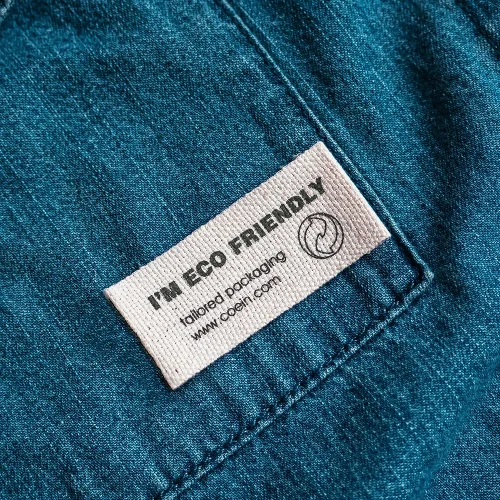 I'M ECO FRIENDLY
tailored packaging
www.coein.com